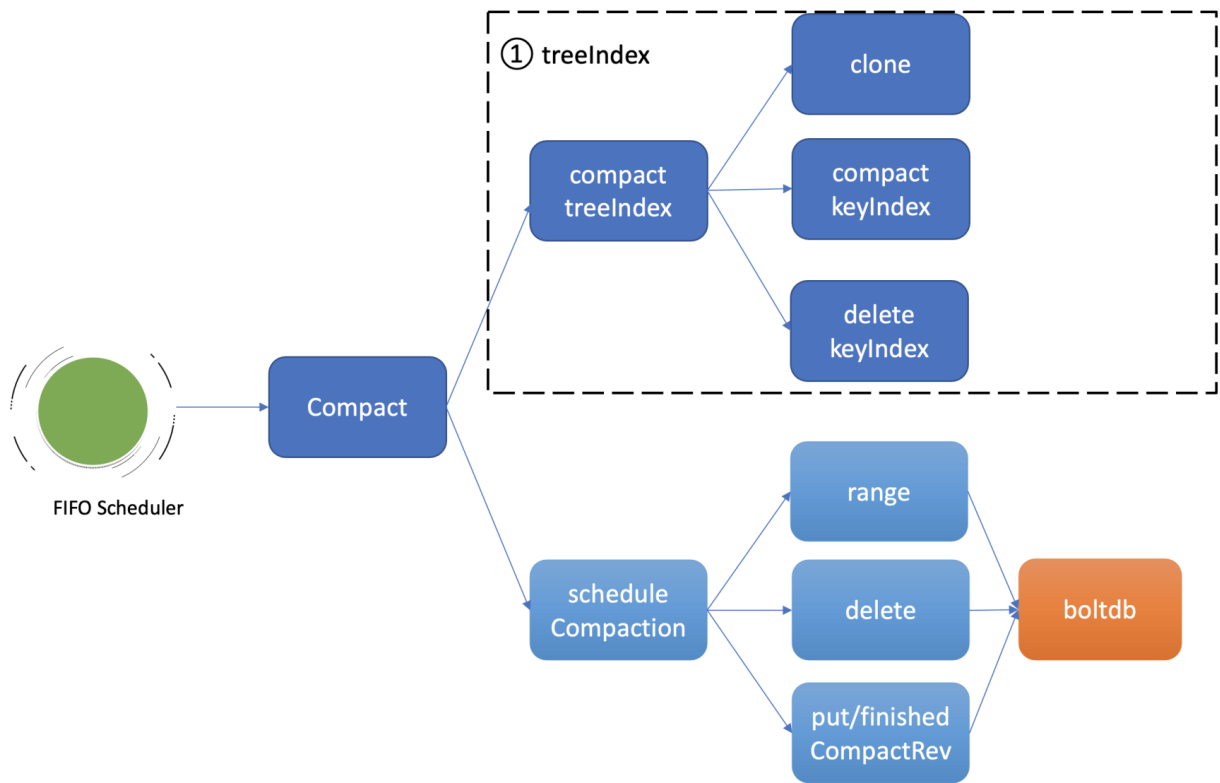 ① treeIndex
clone
compact
treeIndex
compact
keyIndex
delete
keyIndex
Compact
FIFO Scheduler
range
schedule
Compaction
delete
boltdb
put/finished
CompactRev